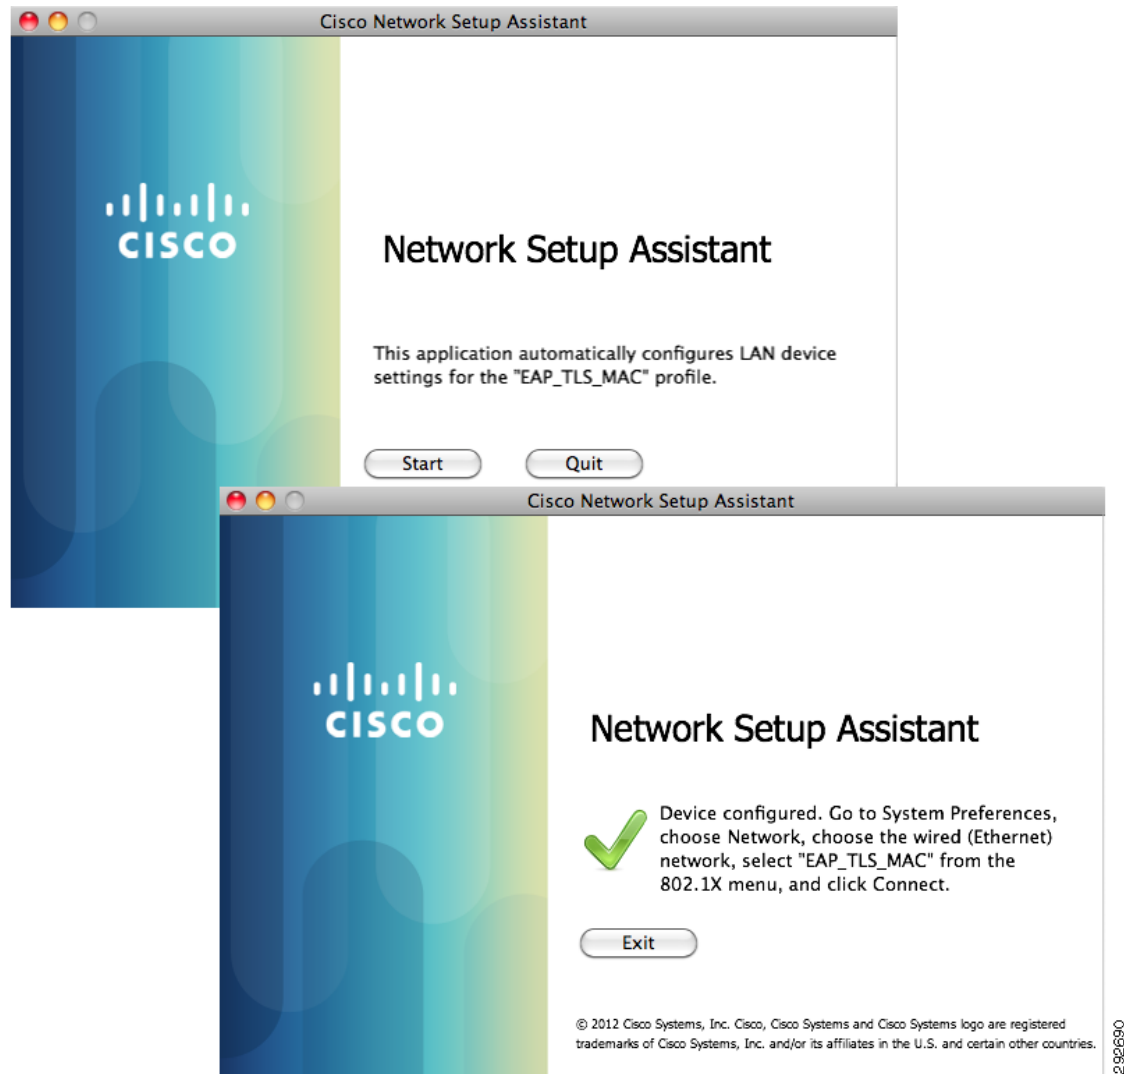 Cisco Network Setup Assistant
CISCO
Network Setup Assistant
This application automatically configures LAN device
settings for the "EAP_TLS_MAC" profile.
Start
Quit
Cisco Network Setup Assistant
CISCO
Network Setup Assistant
Device configured. Go to System Preferences,
choose Network, choose the wired (Ethernet)
network, select "EAP_TLS_MAC" from the
802.1X menu, and click Connect.
Exit
© 2012 Cisco Systems, Inc. Cisco, Cisco Systems and Cisco Systems logo are registered
trademarks of Cisco Systems, Inc. and/or its affiliates in the U.S. and certain other countries.
292690